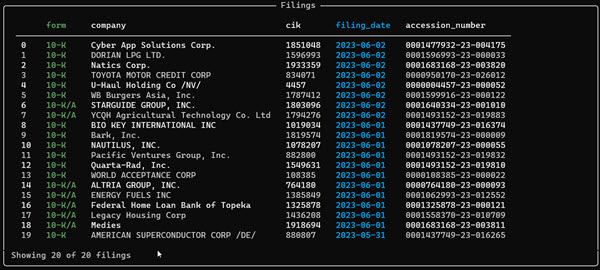 Filings
form company cik filing_date accession_number
0 10-K Cyber App Solutions Corp. 1851048 2023-06-02 0001477932-23-004175
1 10-K DORIAN LPG LTD. 1596993 2023-06-02 0001596993-23-000033
2 10-K Natics Corp. 1933359 2023-06-02 0001683168-23-003820
3 10-K TOYOTA MOTOR CREDIT CORP 834071 2023-06-02 0000950170-23-026012
4 10-K U-Haul Holding Co /NV/ 4457 2023-06-02 0000004457-23-000052
5 10-K WB Burgers Asia, Inc. 1787412 2023-06-02 0001599916-23-000122
6 10-K/A STARGUIDE GROUP, INC. 1803096 2023-06-02 0001640334-23-001010
7 10-K/A YCQH Agricultural Technology Co. Ltd 1794276 2023-06-02 0001493152-23-019883
8 10-K BIO KEY INTERNATIONAL INC 1019034 2023-06-01 0001437749-23-016374
9 10-K Bark, Inc. 1819574 2023-06-01 0001819574-23-000009
10 10-K NAUTILUS, INC. 1078207 2023-06-01 0001078207-23-000055
11 10-K Pacific Ventures Group, Inc. 882800 2023-06-01 0001493152-23-019832
12 10-K Quarta-Rad, Inc. 1549631 2023-06-01 0001493152-23-019810
13 10-K WORLD ACCEPTANCE CORP 108385 2023-06-01 0000108385-23-000022
14 10-K/A ALTRIA GROUP, INC. 764180 2023-06-01 0000764180-23-000093
15 10-K/A ENERGY FUELS INC 1385849 2023-06-01 0001062993-23-012552
16 10-K/A Federal Home Loan Bank of Topeka 1325878 2023-06-01 0001325878-23-000121
17 10-K/A Legacy Housing Corp 1436208 2023-06-01 0001558370-23-010709
18 10-K Medies 1918694 2023-06-01 0001683168-23-003811
19 10-K AMERICAN SUPERCONDUCTOR CORP /DE/ 880807 2023-05-31 0001437749-23-016265
Showing 20 of 20 filings